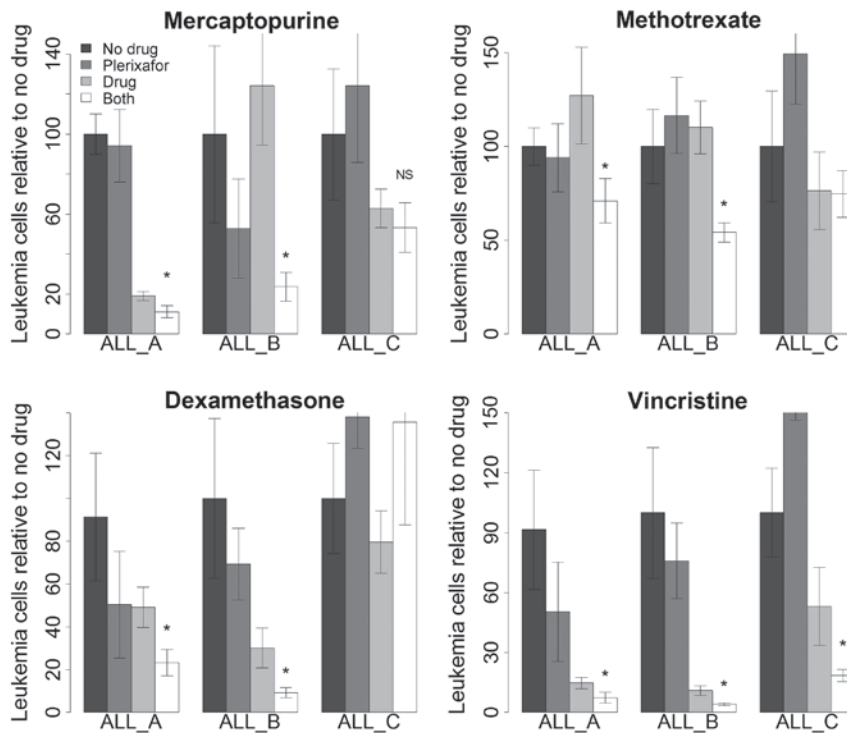 Mercaptopurine
Leukemia cells relative to no drug
0 20 60 100 140
No drug
Plerixafor
Drug
Both
*
*
NS
ALL_A ALL_B ALL_C
Methotrexate
Leukemia cells relative to no drug
0 50 100 150
*
*
ALL_A ALL_B ALL_C
Dexamethasone
Leukemia cells relative to no drug
0 20 40 60 80 120
*
*
ALL_A ALL_B ALL_C
Vincristine
Leukemia cells relative to no drug
0 30 60 90 120 150
*
*
*
ALL_A ALL_B ALL_C